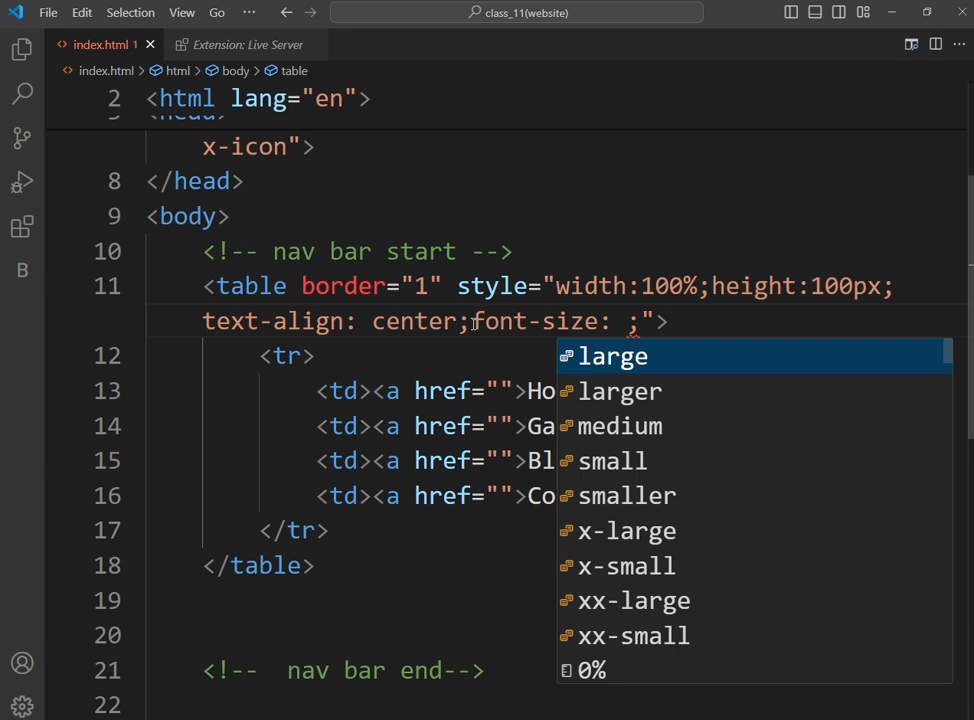 File Edit Selection View Go ··· class_11(website)
index.html 1 Extension: Live Server
index.html > html > body > table
2 <html lang="en">
x-icon">
8 </head>
9 <body>
10 <!-- nav bar start -->
11 <table border="1" style="width:100%;height:100px;
text-align: center;font-size: ;">
12 <tr>
large
13 <td><a href="">Ho
larger
14 <td><a href="">Ga
medium
15 <td><a href="">Bl
small
16 <td><a href="">Co
smaller
17 </tr>
x-large
18 </table>
x-small
19
xx-large
20
xx-small
21 <!-- nav bar end-->
0%
22
B